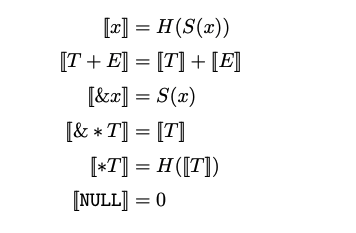 ⟦x⟧ = H(S(x))
⟦T + E⟧ = ⟦T⟧ + ⟦E⟧
⟦&x⟧ = S(x)
⟦& ∗ T⟧ = ⟦T⟧
⟦∗T⟧ = H(⟦T⟧)
⟦NULL⟧ = 0